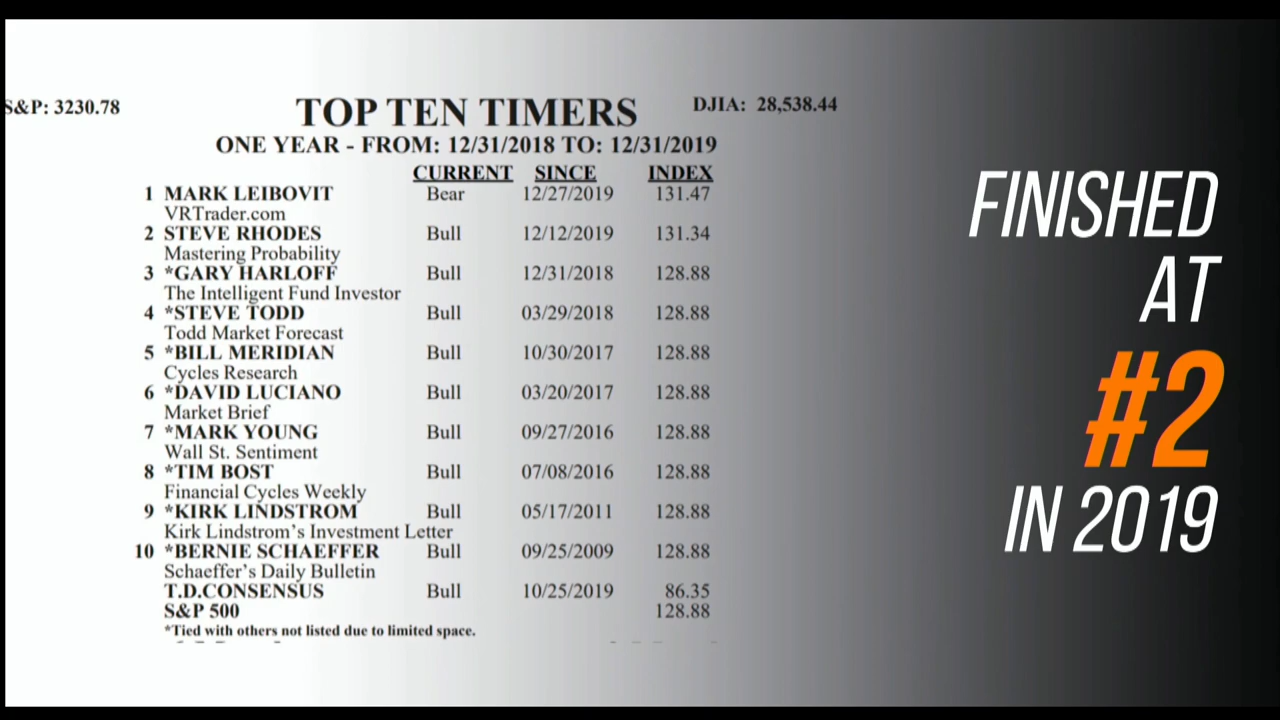 S&P: 3230.78
TOP TEN TIMERS
DJIA: 28,538.44
ONE YEAR - FROM: 12/31/2018 TO: 12/31/2019
CURRENT SINCE INDEX
1 MARK LEIBOVIT Bear 12/27/2019 131.47
VRTrader.com
2 STEVE RHODES Bull 12/12/2019 131.34
Mastering Probability
3 *GARY HARLOFF Bull 12/31/2018 128.88
The Intelligent Fund Investor
4 *STEVE TODD Bull 03/29/2018 128.88
Todd Market Forecast
5 *BILL MERIDIAN Bull 10/30/2017 128.88
Cycles Research
6 *DAVID LUCIANO Bull 03/20/2017 128.88
Market Brief
7 *MARK YOUNG Bull 09/27/2016 128.88
Wall St. Sentiment
8 *TIM BOST Bull 07/08/2016 128.88
Financial Cycles Weekly
9 *KIRK LINDSTROM Bull 05/17/2011 128.88
Kirk Lindstrom's Investment Letter
10 *BERNIE SCHAEFFER Bull 09/25/2009 128.88
Schaeffer's Daily Bulletin
T.D.CONSENSUS Bull 10/25/2019 86.35
S&P 500 128.88
*Tied with others not listed due to limited space.
FINISHED
AT
#2
IN 2019